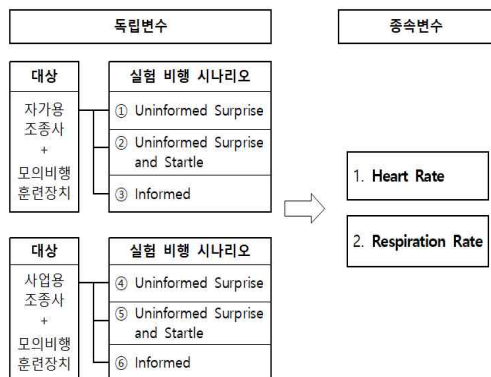 독립변수
종속변수
대상
실험 비행 시나리오
자가용
조종사
+
모의비행
훈련장치
① Uninformed Surprise
② Uninformed Surprise
and Startle
③ Informed
대상
실험 비행 시나리오
사업용
조종사
+
모의비행
훈련장치
④ Uninformed Surprise
⑤ Uninformed Surprise
and Startle
⑥ Informed
1. Heart Rate
2. Respiration Rate